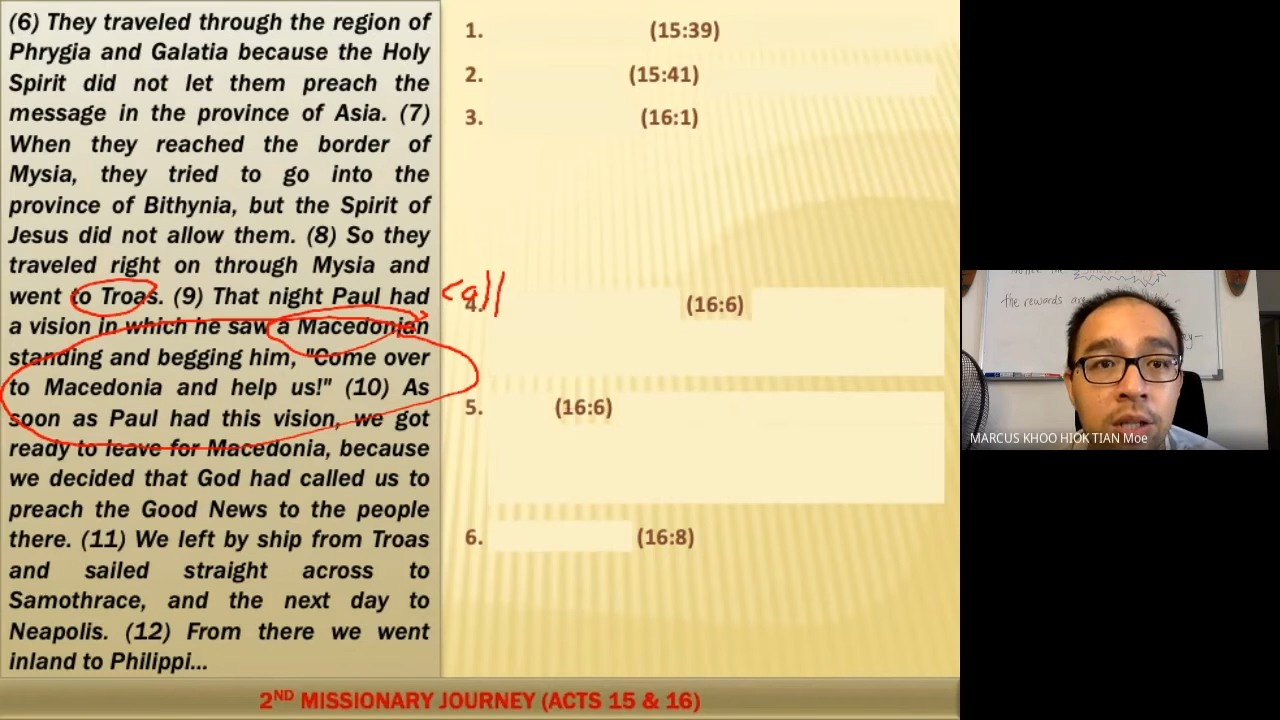 (6) They traveled through the region of
Phrygia and Galatia because the Holy
Spirit did not let them preach the
message in the province of Asia. (7)
When they reached the border of
Mysia, they tried to go into the
province of Bithynia, but the Spirit of
Jesus did not allow them. (8) So they
traveled right on through Mysia and
went to Troas. (9) That night Paul had
a vision in which he saw a Macedonian
standing and begging him, "Come over
to Macedonia and help us!" (10) As
soon as Paul had this vision, we got
ready to leave for Macedonia, because
we decided that God had called us to
preach the Good News to the people
there. (11) We left by ship from Troas
and sailed straight across to
Samothrace, and the next day to
Neapolis. (12) From there we went
inland to Philippi...
1. (15:39)
2. (15:41)
3. (16:1)
call
4. (16:6)
5. (16:6)
6. (16:8)
2ND MISSIONARY JOURNEY (ACTS 15 & 16)
the rewards are
MARCUS KHOO HIOK TIAN Moe